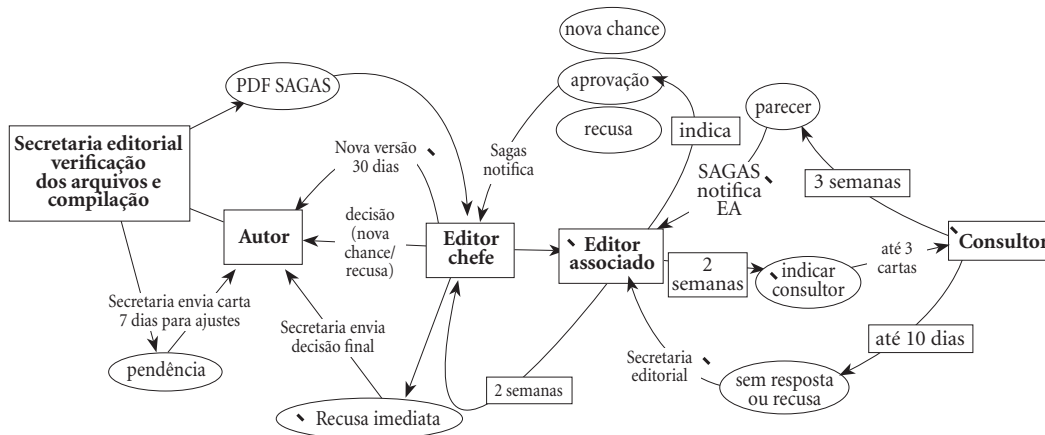 nova chance
PDF SAGAS
aprovação
parecer
recusa
indica
Secretaria editorial
verificação
dos arquivos e
compilação
Nova versão
30 dias
Sagas
notifica
SAGAS
notifica
EA
3 semanas
Autor
decisão
(nova
chance/
recusa)
Editor
chefe
Editor
associado
2
semanas
indicar
consultor
até 3
cartas
Consultor
Secretaria envia carta
7 dias para ajustes
Secretaria envia
decisão final
até 10 dias
pendência
Secretaria
editorial
sem resposta
ou recusa
2 semanas
Recusa imediata